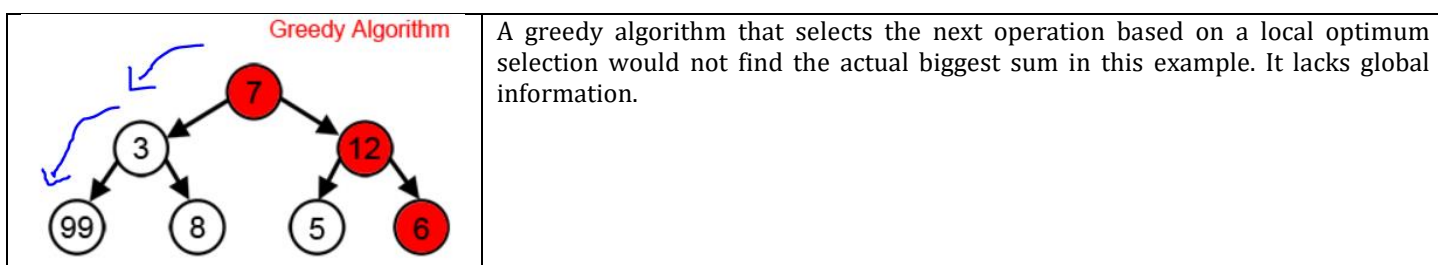 Greedy Algorithm
7
3
12
99
8
5
6
A greedy algorithm that selects the next operation based on a local optimum
selection would not find the actual biggest sum in this example. It lacks global
information.